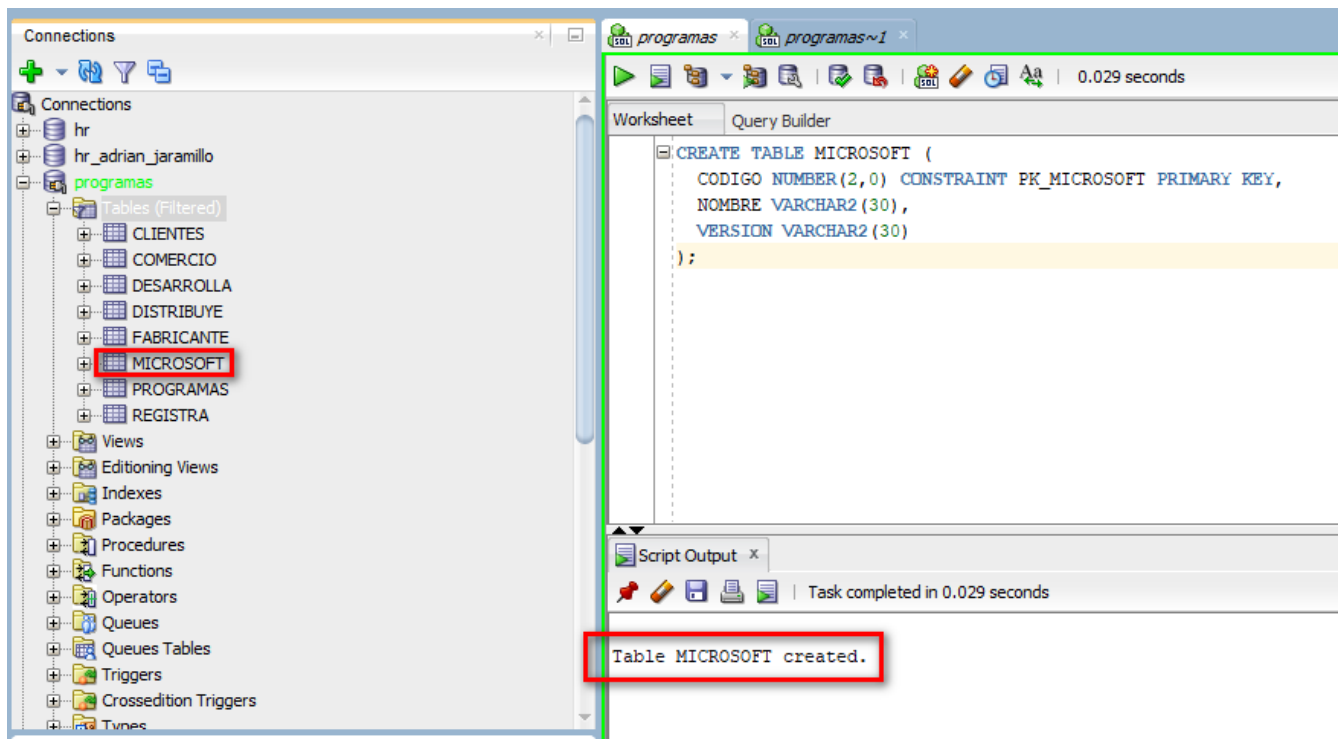 Connections
Connections
hr
hr_adrian_jaramillo
programas
Tables (Filtered)
CLIENTES
COMERCIO
DESARROLLA
DISTRIBUYE
FABRICANTE
MICROSOFT
PROGRAMAS
REGISTRA
Views
Editioning Views
Indexes
Packages
Procedures
Functions
Operators
Queues
Queues Tables
Triggers
Crossedition Triggers
Types
programas
programas~1
0.029 seconds
Worksheet
Query Builder
CREATE TABLE MICROSOFT (
CODIGO NUMBER(2,0) CONSTRAINT PK_MICROSOFT PRIMARY KEY,
NOMBRE VARCHAR2(30),
VERSION VARCHAR2(30)
);
Script Output
Task completed in 0.029 seconds
Table MICROSOFT created.